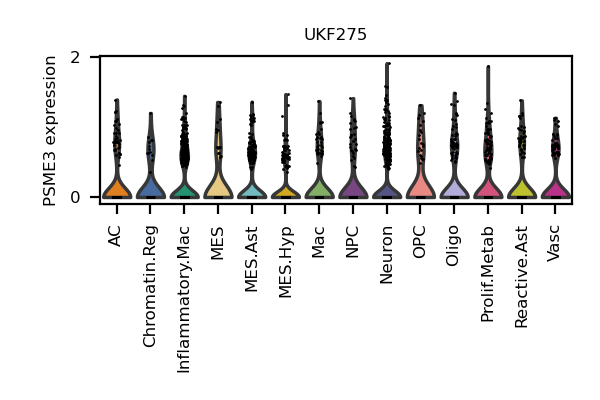 UKF275
PSME3 expression
2
0
AC
Chromatin.Reg
Inflammatory.Mac
MES
MES.Ast
MES.Hyp
Mac
NPC
Neuron
OPC
Oligo
Prolif.Metab
Reactive.Ast
Vasc